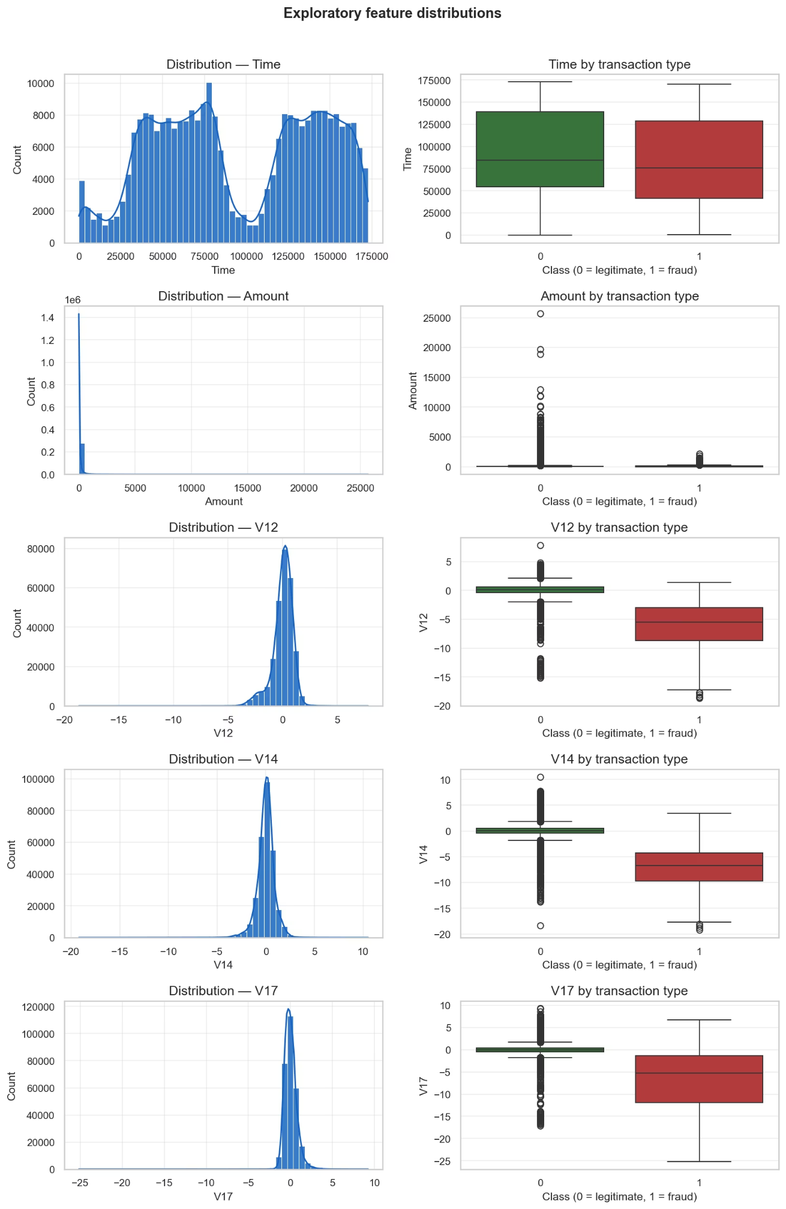 Exploratory feature distributions
Distribution — Time
Count
10000
8000
6000
4000
2000
0
0 25000 50000 75000 100000 125000 150000 175000
Time
Time by transaction type
Time
175000
150000
125000
100000
75000
50000
25000
0
0 1
Class (0 = legitimate, 1 = fraud)
Distribution — Amount
1e6
Count
1.4
1.2
1.0
0.8
0.6
0.4
0.2
0.0
0 5000 10000 15000 20000 25000
Amount
Amount by transaction type
Amount
25000
20000
15000
10000
5000
0
0 1
Class (0 = legitimate, 1 = fraud)
Distribution — V12
Count
80000
60000
40000
20000
0
−20 −15 −10 −5 0 5
V12
V12 by transaction type
V12
5
0
−5
−10
−15
−20
0 1
Class (0 = legitimate, 1 = fraud)
Distribution — V14
Count
100000
80000
60000
40000
20000
0
−20 −15 −10 −5 0 5 10
V14
V14 by transaction type
V14
10
5
0
−5
−10
−15
−20
0 1
Class (0 = legitimate, 1 = fraud)
Distribution — V17
Count
120000
100000
80000
60000
40000
20000
0
−25 −20 −15 −10 −5 0 5 10
V17
V17 by transaction type
V17
10
5
0
−5
−10
−15
−20
−25
0 1
Class (0 = legitimate, 1 = fraud)